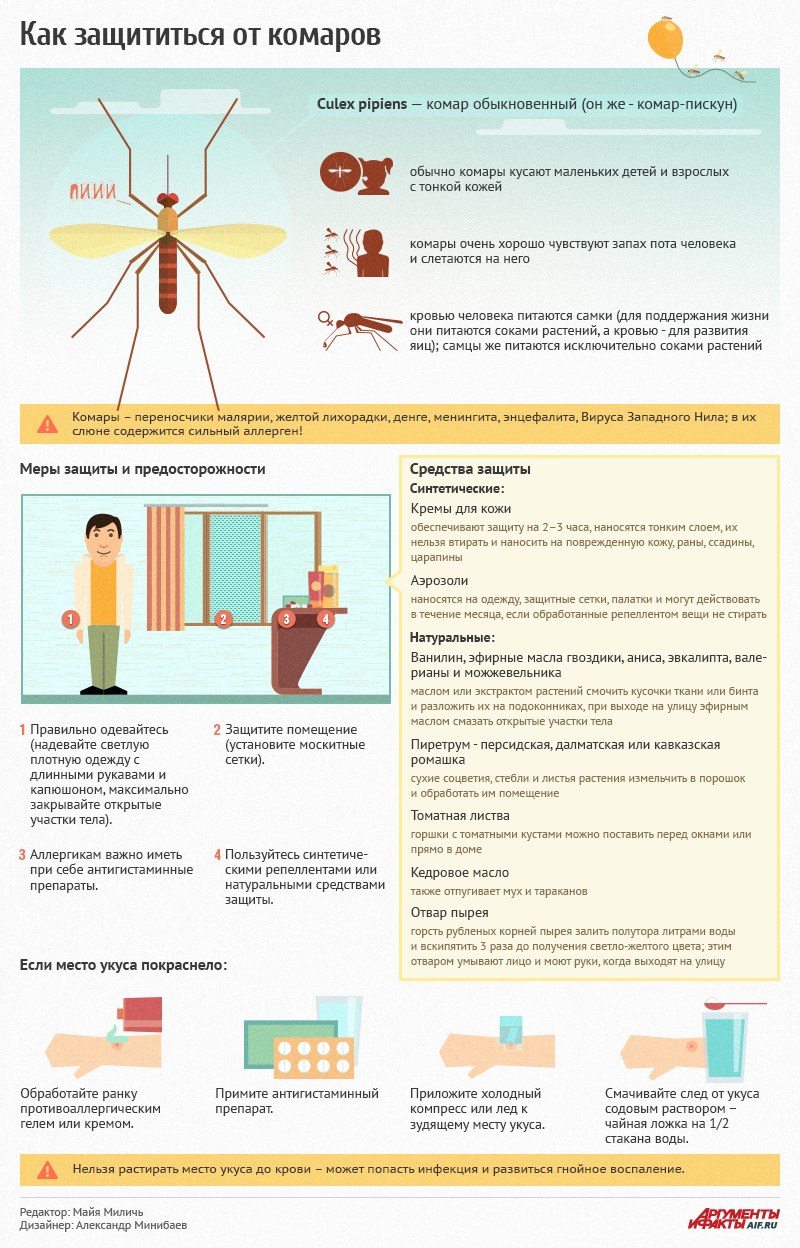 Как защититься от комаров
Culex pipiens — комар обыкновенный (он же - комар-пискун)
ПИИИ
обычно комары кусают маленьких детей и взрослых
с тонкой кожей
комары очень хорошо чувствуют запах пота человека
и слетаются на него
кровью человека питаются самки (для поддержания жизни
они питаются соками растений, а кровью - для развития
яиц); самцы же питаются исключительно соками растений
Комары – переносчики малярии, желтой лихорадки, денге, менингита, энцефалита, Вируса Западного Нила; в их
слюне содержится сильный аллерген!
Меры защиты и предосторожности
1
2
3
4
1 Правильно одевайтесь
(надевайте светлую
плотную одежду с
длинными рукавами и
капюшоном, максимально
закрывайте открытые
участки тела).
2 Защитите помещение
(установите москитные
сетки).
3 Аллергикам важно иметь
при себе антигистаминные
препараты.
4 Пользуйтесь синтетиче-
скими репеллентами или
натуральными средствами
защиты.
Средства защиты
Синтетические:
Кремы для кожи
обеспечивают защиту на 2–3 часа, наносятся тонким слоем, их
нельзя втирать и наносить на поврежденную кожу, раны, ссадины,
царапины
Аэрозоли
наносятся на одежду, защитные сетки, палатки и могут действовать
в течение месяца, если обработанные репеллентом вещи не стирать
Натуральные:
Ванилин, эфирные масла гвоздики, аниса, эвкалипта, вале-
рианы и можжевельника
маслом или экстрактом растений смочить кусочки ткани или бинта
и разложить их на подоконниках, при выходе на улицу эфирным
маслом смазать открытые участки тела
Пиретрум - персидская, далматская или кавказская
ромашка
сухие соцветия, стебли и листья растения измельчить в порошок
и обработать им помещение
Томатная листва
горшки с томатными кустами можно поставить перед окнами или
прямо в доме
Кедровое масло
также отпугивает мух и тараканов
Отвар пырея
горсть рубленых корней пырея залить полутора литрами воды
и вскипятить 3 раза до получения светло-желтого цвета; этим
отваром умывают лицо и моют руки, когда выходят на улицу
Если место укуса покраснело:
Обработайте ранку
противоаллергическим
гелем или кремом.
Примите антигистаминный
препарат.
Приложите холодный
компресс или лед к
зудящему месту укуса.
Смачивайте след от укуса
содовым раствором –
чайная ложка на 1/2
стакана воды.
Нельзя растирать место укуса до крови – может попасть инфекция и развиться гнойное воспаление.
Редактор: Майя Миличь
Дизайнер: Александр Минибаев
АРГУМЕНТЫ
И ФАКТЫ AIF.RU